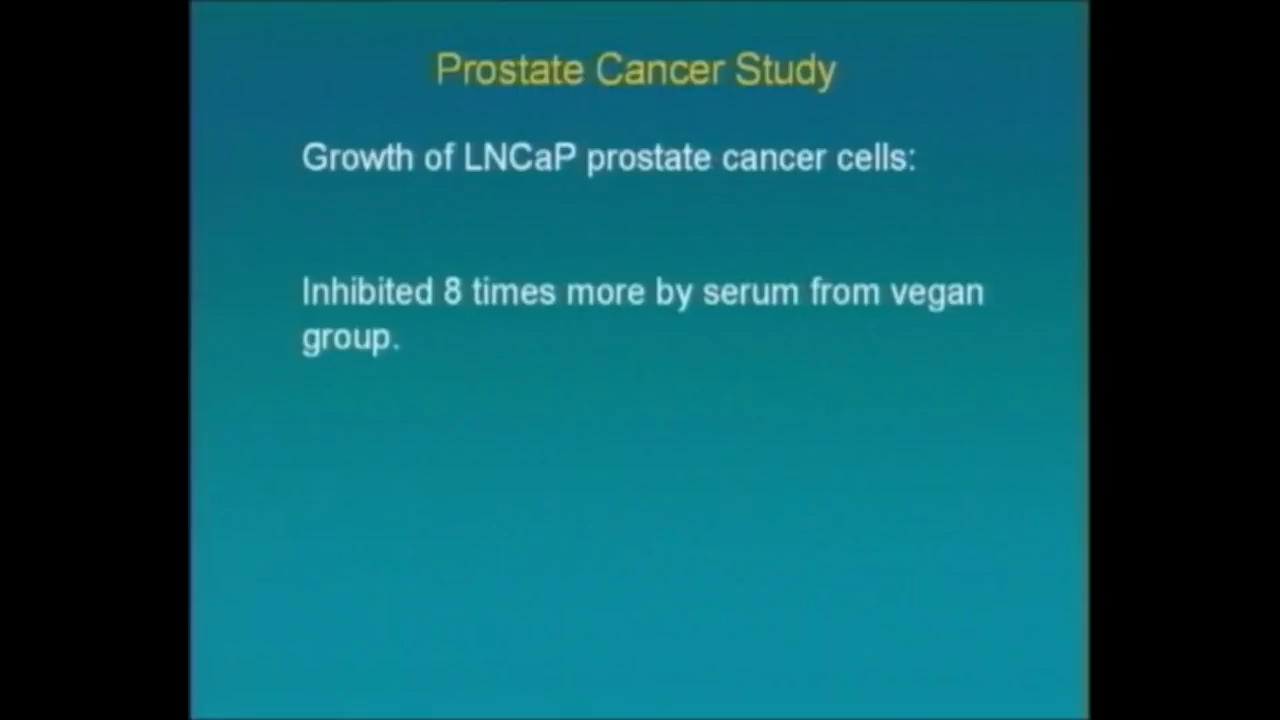 Prostate Cancer Study
Growth of LNCaP prostate cancer cells:
Inhibited 8 times more by serum from vegan
group.